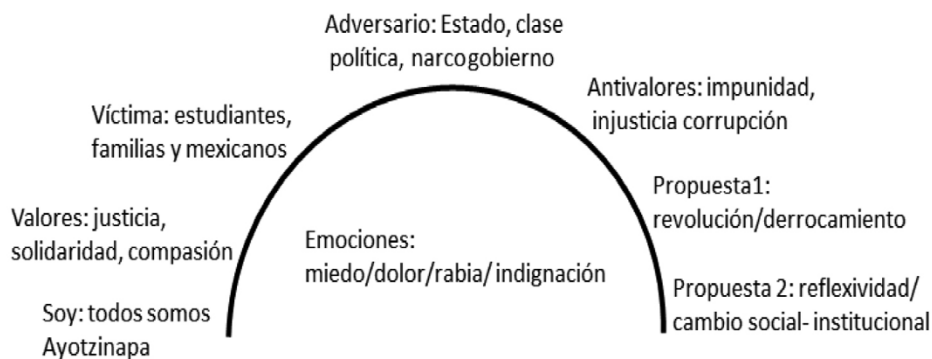 Adversario: Estado, clase
política, narcogobierno
Víctima: estudiantes,
familias y mexicanos
Antivalores: impunidad,
injusticia corrupción
Valores: justicia,
solidaridad, compasión
Propuesta1:
revolución/derrocamiento
Emociones:
miedo/dolor/rabia/ indignación
Soy: todos somos
Ayotzinapa
Propuesta 2: reflexividad/
cambio social- institucional